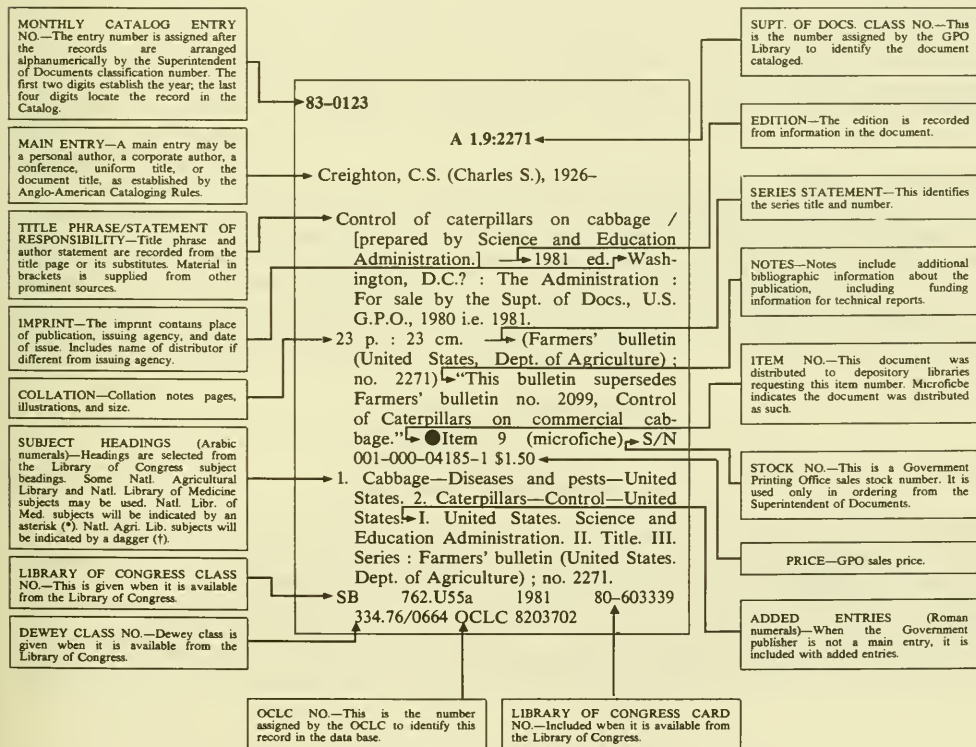 MONTHLY CATALOG ENTRY
NO.—The entry number is assigned after
the records are arranged
alphanumerically by the Superintendent
of Documents classification number. The
first two digits establish the year; the last
four digits locate the record in the
Catalog.
MAIN ENTRY—A main entry may be
a personal author, a corporate author, a
conference, uniform title, or the
document title, as established by the
Anglo-American Cataloging Rules.
TITLE PHRASE/STATEMENT OF
RESPONSIBILITY—Title phrase and
author statement are recorded from the
title page or its substitutes. Material in
brackets is supplied from other
prominent sources.
IMPRINT—The imprint contains place
of publication, issuing agency, and date
of issue. Includes name of distributor if
different from issuing agency.
COLLATION—Collation notes pages,
illustrations, and size.
SUBJECT HEADINGS (Arabic
numerals)—Headings are selected from
the Library of Congress subject
beadings. Some Natl. Agricultural
Library and Natl. Library of Medicine
subjects may be used. Natl. Libr. of
Med. subjects will be indicated by an
asterisk (*). Natl. Agri. Lib. subjects will
be indicated by a dagger (†).
LIBRARY OF CONGRESS CLASS
NO.—This is given when it is available
from the Library of Congress.
DEWEY CLASS NO.—Dewey class is
given when it is available from the
Library of Congress.
83–0123
A 1.9:2271
Creighton, C.S. (Charles S.), 1926–
Control of caterpillars on cabbage /
[prepared by Science and Education
Administration.] — 1981 ed. Wash-
ington, D.C.? : The Administration :
For sale by the Supt. of Docs., U.S.
G.P.O., 1980 i.e. 1981.
23 p. : 23 cm. — (Farmers' bulletin
(United States, Dept. of Agriculture) ;
no. 2271) "This bulletin supersedes
Farmers' bulletin no. 2099, Control
of Caterpillars on commercial cab-
bage." ●Item 9 (microfiche) S/N
001-000-04185-1 $1.50
1. Cabbage—Diseases and pests—United
States. 2. Caterpillars—Control—United
States. I. United States. Science and
Education Administration. II. Title. III.
Series : Farmers' bulletin (United States.
Dept. of Agriculture) ; no. 2271.
SB 762.U55a 1981 80–603339
334.76/0664 OCLC 8203702
SUPT. OF DOCS. CLASS NO.—This
is the number assigned by the GPO
Library to identify the document
cataloged.
EDITION—The edition is recorded
from information in the document.
SERIES STATEMENT—This identifies
the series title and number.
NOTES—Notes include additional
bibliographic information about the
publication, including funding
information for technical reports.
ITEM NO.—This document was
distributed to depository libraries
requesting this item number. Microficbe
indicates the document was distributed
as such.
STOCK NO.—This is a Government
Printing Office sales stock number. It is
used only in ordering from the
Superintendent of Documents.
PRICE—GPO sales price.
ADDED ENTRIES (Roman
numerals)—When the Government
publisher is not a main entry, it is
included with added entries.
OCLC NO.—This is the number
assigned by the OCLC to identify this
record in the data base.
LIBRARY OF CONGRESS CARD
NO.—Included when it is available from
the Library of Congress.